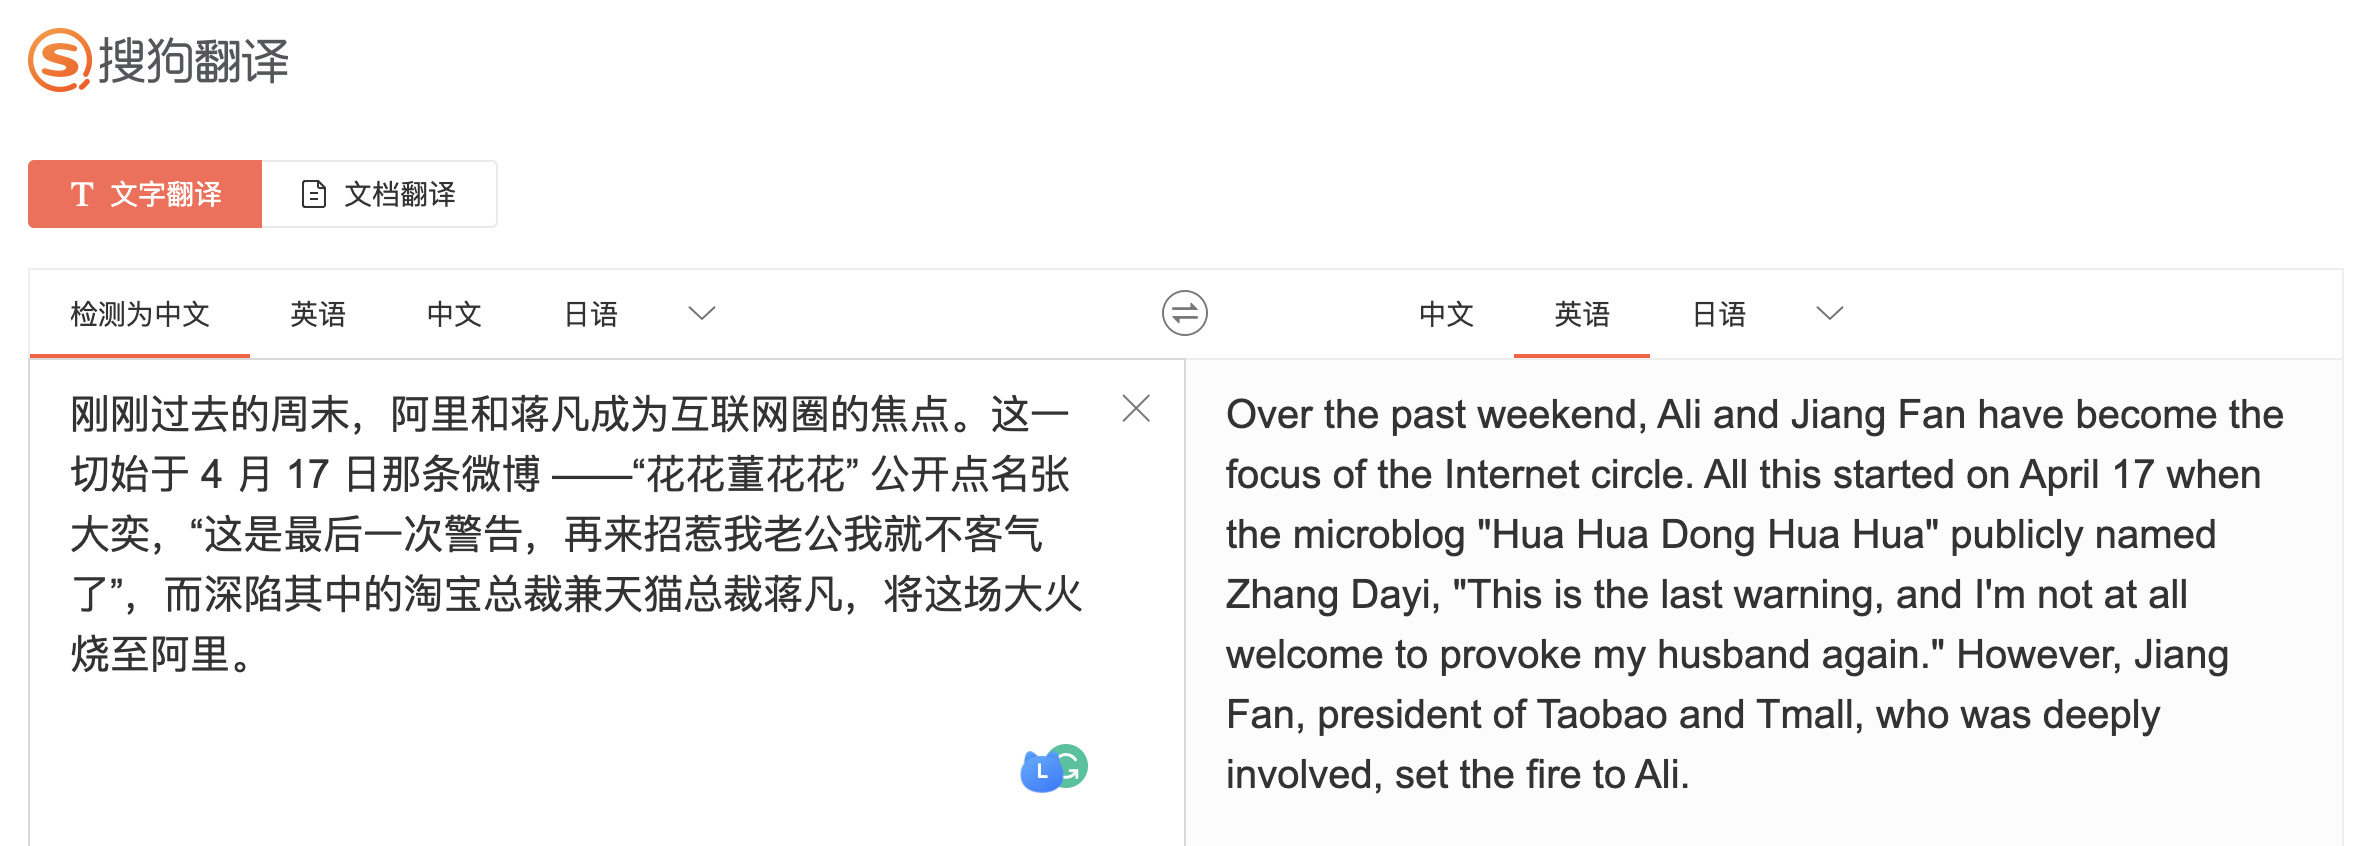 搜狗翻译
T 文字翻译
文档翻译
检测为中文 英语 中文 日语
中文 英语 日语
刚刚过去的周末，阿里和蒋凡成为互联网圈的焦点。这一
切始于 4 月 17 日那条微博 ——“花花董花花” 公开点名张
大奕，“这是最后一次警告，再来招惹我老公我就不客气
了”，而深陷其中的淘宝总裁兼天猫总裁蒋凡，将这场大火
烧至阿里。
L
Over the past weekend, Ali and Jiang Fan have become the
focus of the Internet circle. All this started on April 17 when
the microblog "Hua Hua Dong Hua Hua" publicly named
Zhang Dayi, "This is the last warning, and I'm not at all
welcome to provoke my husband again." However, Jiang
Fan, president of Taobao and Tmall, who was deeply
involved, set the fire to Ali.